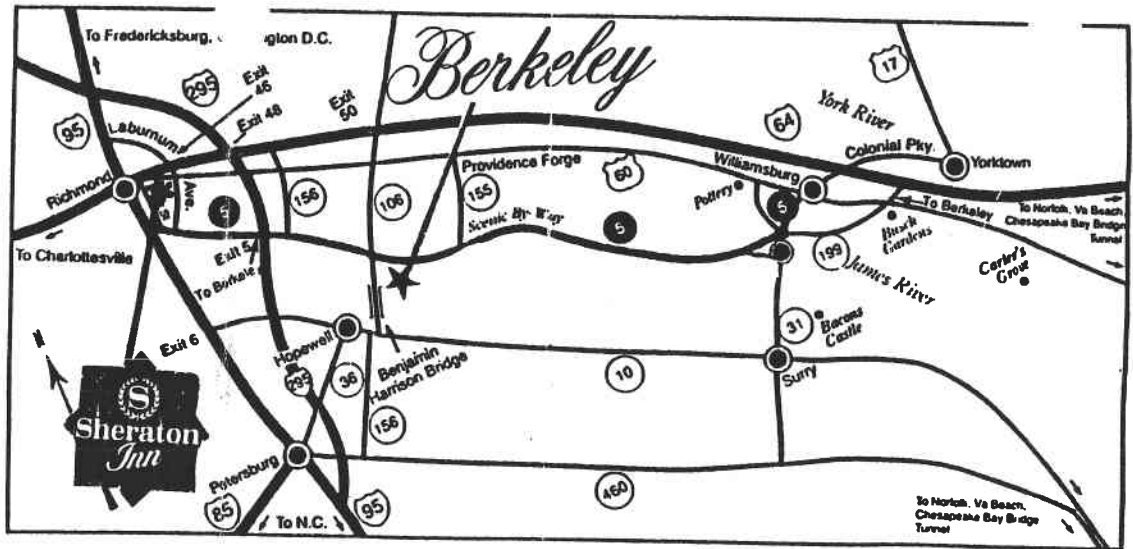 To Fredericksburg,
D.C.
Berkeley
17
York River
295
Exit
46
Exit 48
Exit
50
95
Laburnum
Ave.
64
Colonial Pky.
Yorktown
Williamsburg
Providence Forge
Richmond
156
106
155
60
Pottery
5
5
Scenic By-Way
To Berkeley
Busch
Gardens
To Norfolk, Va Beach,
Chesapeake Bay Bridge
Tunnel
To Charlottesville
Exit 5
199
James River
Carter's
Grove
N
Exit 6
Hopewell
Benjamin
Harrison Bridge
31
Bacons
Castle
Surry
S
Sheraton
Inn
295
36
10
156
Petersburg
460
85
To N.C.
95
To Norfolk, Va Beach,
Chesapeake Bay Bridge
Tunnel